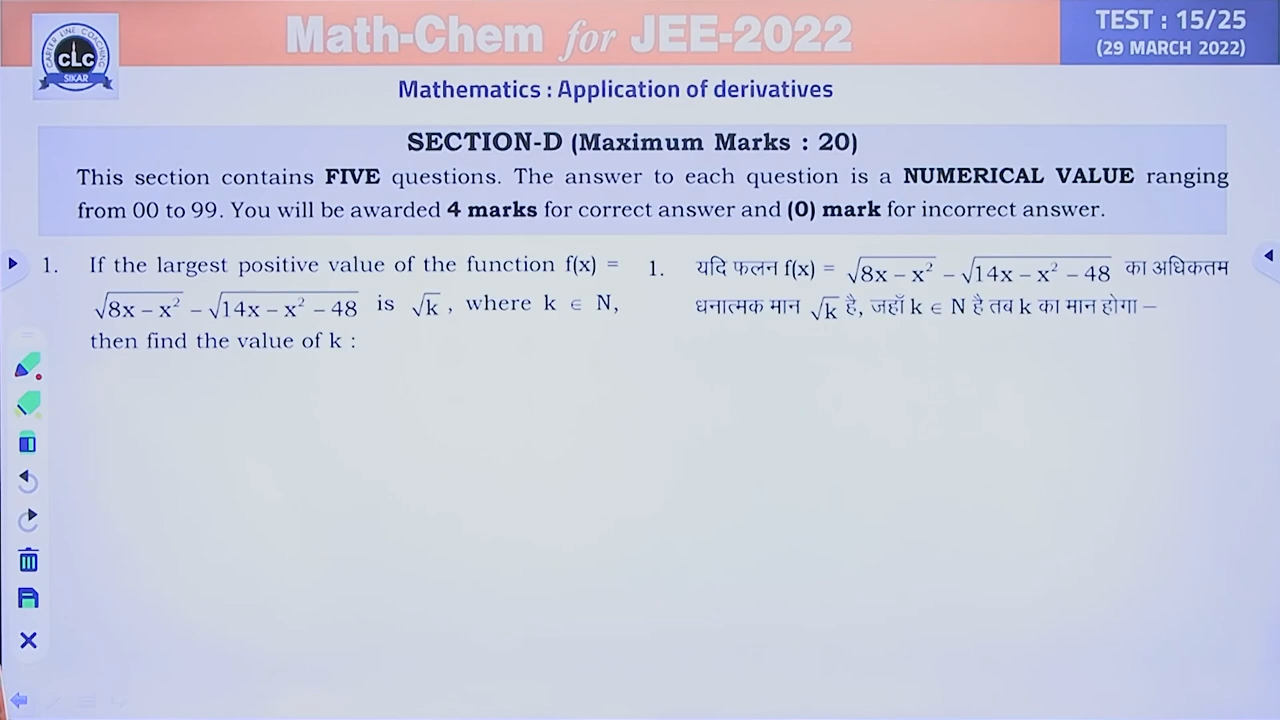 CAREER LINE COACHING
CLC
SIKAR
Math-Chem for JEE-2022
TEST : 15/25
(29 MARCH 2022)
Mathematics : Application of derivatives
SECTION-D (Maximum Marks : 20)
This section contains FIVE questions. The answer to each question is a NUMERICAL VALUE ranging
from 00 to 99. You will be awarded 4 marks for correct answer and (0) mark for incorrect answer.
1. If the largest positive value of the function f(x) =
√(8x − x²) − √(14x − x² − 48) is √k, where k ∈ N,
then find the value of k :
1. यदि फलन f(x) = √(8x − x²) − √(14x − x² − 48) का अधिकतम
धनात्मक मान √k है, जहाँ k ∈ N है तब k का मान होगा −